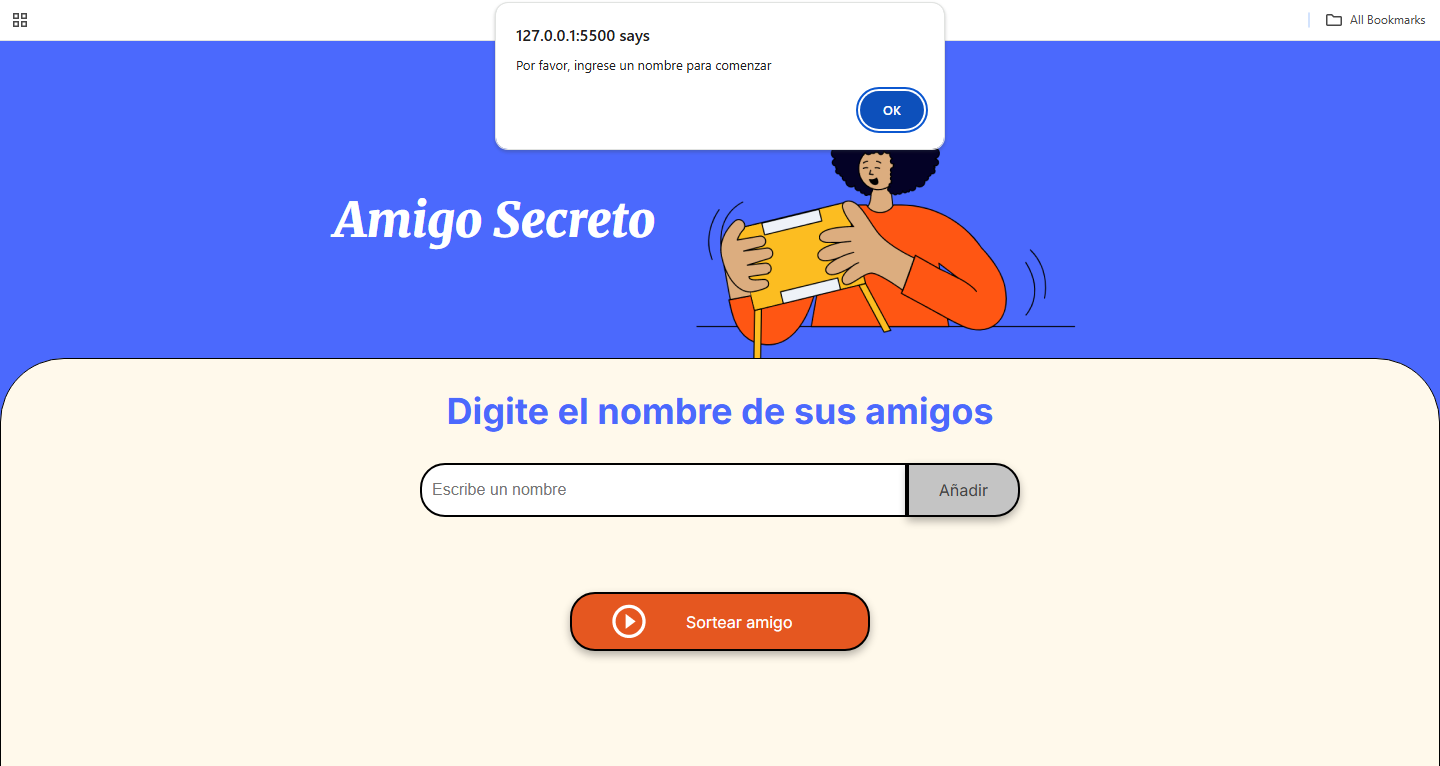 All Bookmarks
127.0.0.1:5500 says
Por favor, ingrese un nombre para comenzar
OK
Amigo Secreto
Digite el nombre de sus amigos
Escribe un nombre
Añadir
Sortear amigo